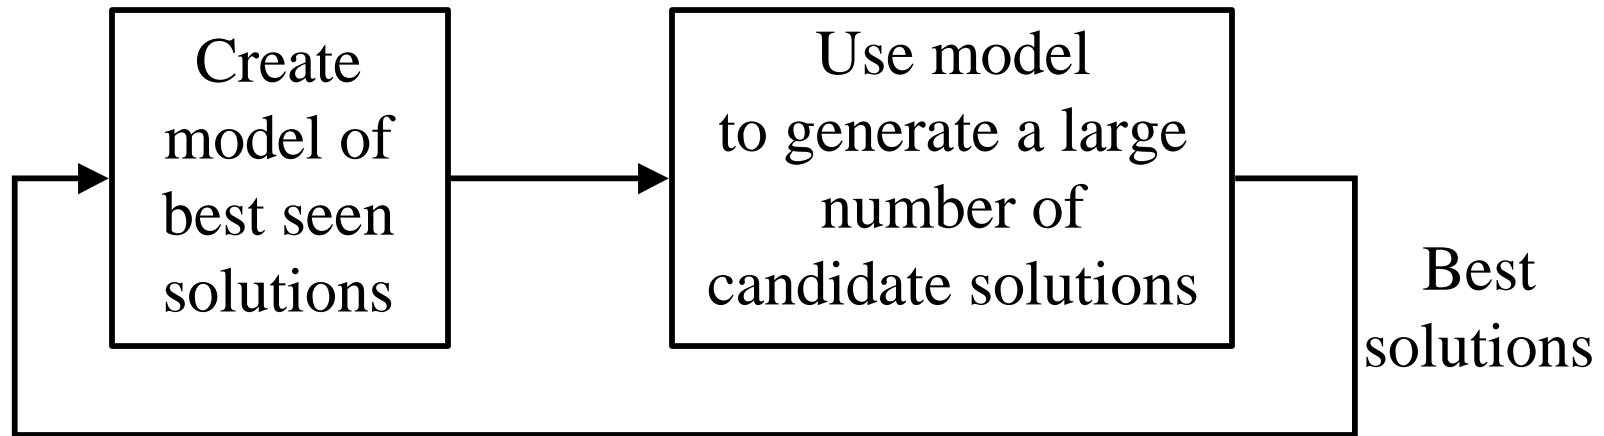 Create
model of
best seen
solutions
Use model
to generate a large
number of
candidate solutions
Best
solutions